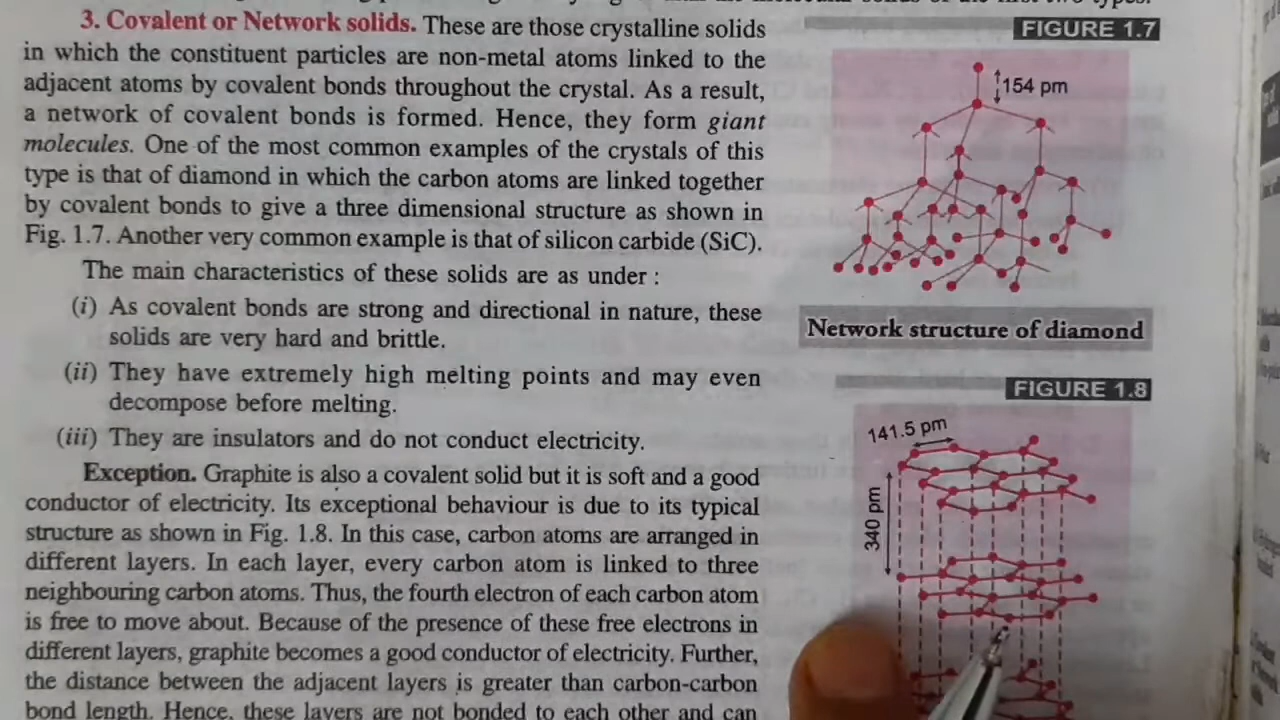 3. Covalent or Network solids. These are those crystalline solids
in which the constituent particles are non-metal atoms linked to the
adjacent atoms by covalent bonds throughout the crystal. As a result,
a network of covalent bonds is formed. Hence, they form giant
molecules. One of the most common examples of the crystals of this
type is that of diamond in which the carbon atoms are linked together
by covalent bonds to give a three dimensional structure as shown in
Fig. 1.7. Another very common example is that of silicon carbide (SiC).
The main characteristics of these solids are as under :
(i) As covalent bonds are strong and directional in nature, these
solids are very hard and brittle.
(ii) They have extremely high melting points and may even
decompose before melting.
(iii) They are insulators and do not conduct electricity.
Exception. Graphite is also a covalent solid but it is soft and a good
conductor of electricity. Its exceptional behaviour is due to its typical
structure as shown in Fig. 1.8. In this case, carbon atoms are arranged in
different layers. In each layer, every carbon atom is linked to three
neighbouring carbon atoms. Thus, the fourth electron of each carbon atom
is free to move about. Because of the presence of these free electrons in
different layers, graphite becomes a good conductor of electricity. Further,
the distance between the adjacent layers is greater than carbon-carbon
bond length. Hence, these layers are not bonded to each other and can
FIGURE 1.7
154 pm
Network structure of diamond
FIGURE 1.8
141.5 pm
340 pm